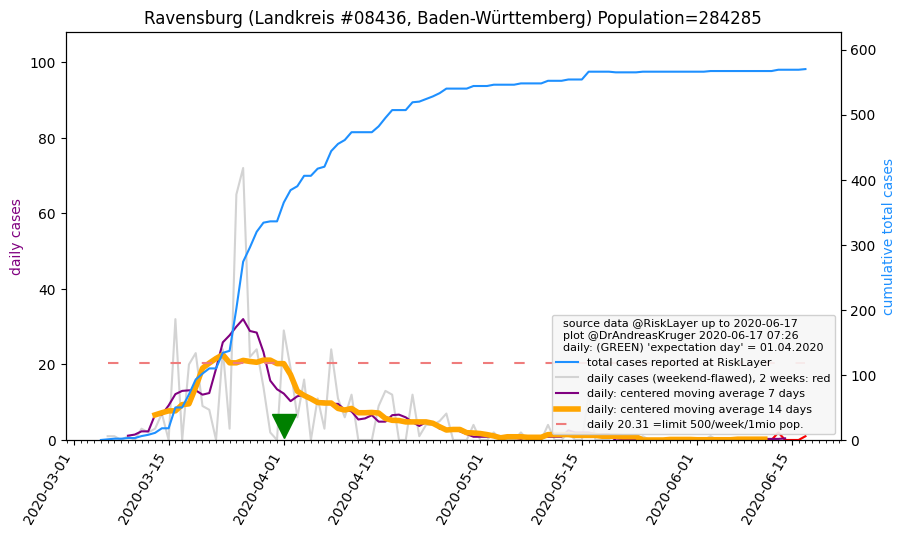 Ravensburg (Landkreis #08436, Baden-Württemberg) Population=284285
daily cases
100
80
60
40
20
0
600
500
400
300
200
100
0
cumulative total cases
source data @RiskLayer up to 2020-06-17
plot @DrAndreasKruger 2020-06-17 07:26
daily: (GREEN) 'expectation day' = 01.04.2020
total cases reported at RiskLayer
daily cases (weekend-flawed), 2 weeks: red
daily: centered moving average 7 days
daily: centered moving average 14 days
daily 20.31 =limit 500/week/1mio pop.
2020-03-01
2020-03-15
2020-04-01
2020-04-15
2020-05-01
2020-05-15
2020-06-01
2020-06-15